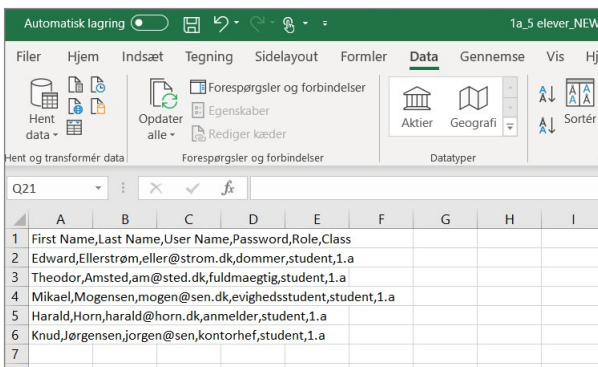 Automatisk lagring
1a_5 elever_NEW
Filer Hjem Indsæt Tegning Sidelayout Formler Data Gennemse Vis Hj
Hent data
Opdater alle
Forespørgsler og forbindelser
Egenskaber
Rediger kæder
Aktier
Geografi
Sortér
Hent og transformér data
Forespørgsler og forbindelser
Datatyper
Q21
fx
A B C D E F G H I
1 First Name,Last Name,User Name,Password,Role,Class
2 Edward,Ellerstrøm,eller@strom.dk,dommer,student,1.a
3 Theodor,Amsted,am@sted.dk,fuldmaegtig,student,1.a
4 Mikael,Mogensen,mogen@sen.dk,evighedsstudent,student,1.a
5 Harald,Horn,harald@horn.dk,anmelder,student,1.a
6 Knud,Jørgensen,jorgen@sen,kontorhef,student,1.a
7